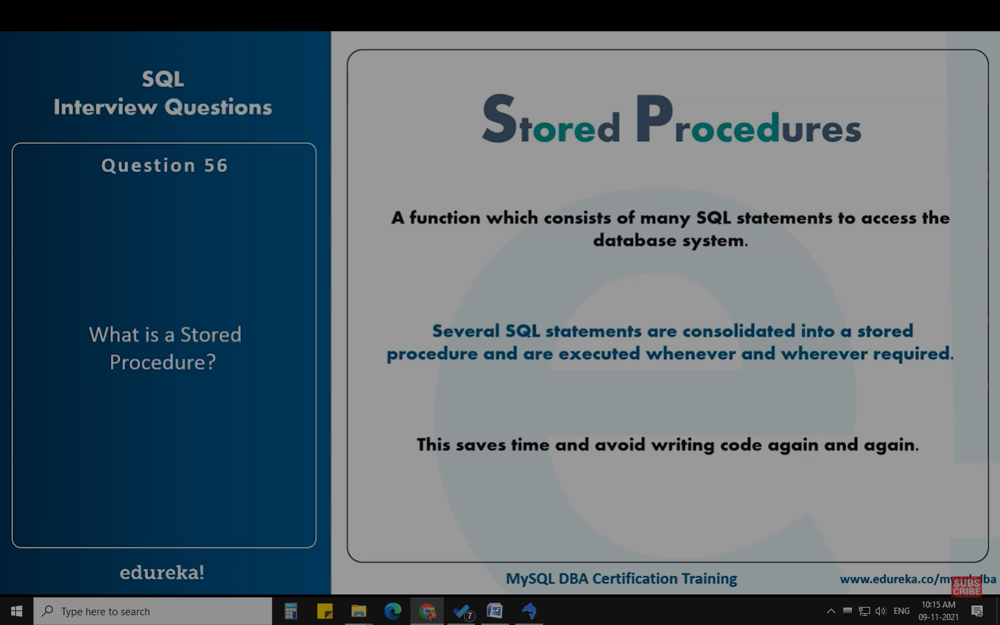 SQL
Interview Questions
Question 56
What is a Stored
Procedure?
edureka!
Stored Procedures
A function which consists of many SQL statements to access the
database system.
Several SQL statements are consolidated into a stored
procedure and are executed whenever and wherever required.
This saves time and avoid writing code again and again.
MySQL DBA Certification Training
www.edureka.co/mysqldba
SUBS
CRIBE
Type here to search
7
ENG
10:15 AM
09-11-2021